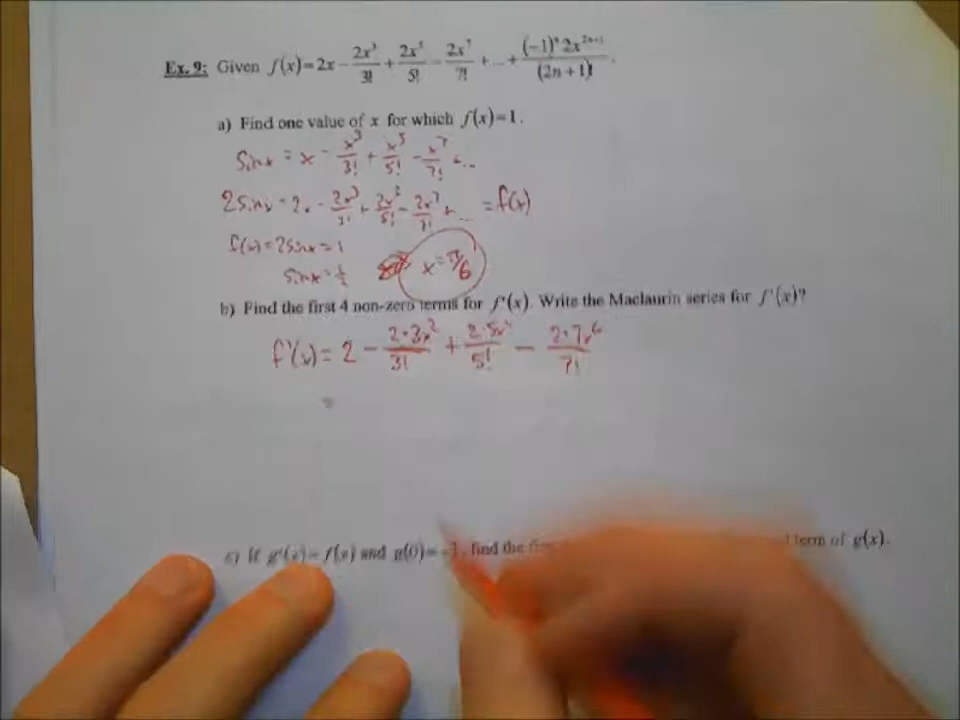 Ex. 9: Given f(x) = 2x - 2x³/3! + 2x⁵/5! - 2x⁷/7! + ... + (-1)ⁿ 2x²ⁿ⁺¹/(2n+1)! .
a) Find one value of x for which f(x)=1.
sinx = x - x³/3! + x⁵/5! - x⁷/7! + ...
2sinx = 2x - 2x³/3! + 2x⁵/5! - 2x⁷/7! + ... = f(x)
f(x) = 2sinx = 1
sinx = ½ x = π/6
b) Find the first 4 non-zero terms for f'(x). Write the Maclaurin series for f'(x)?
f'(x) = 2 - 2·3x²/3! + 2·5x⁴/5! - 2·7x⁶/7!
=
c) If g'(x) = f(x) and g(0) = , find the term of g(x).